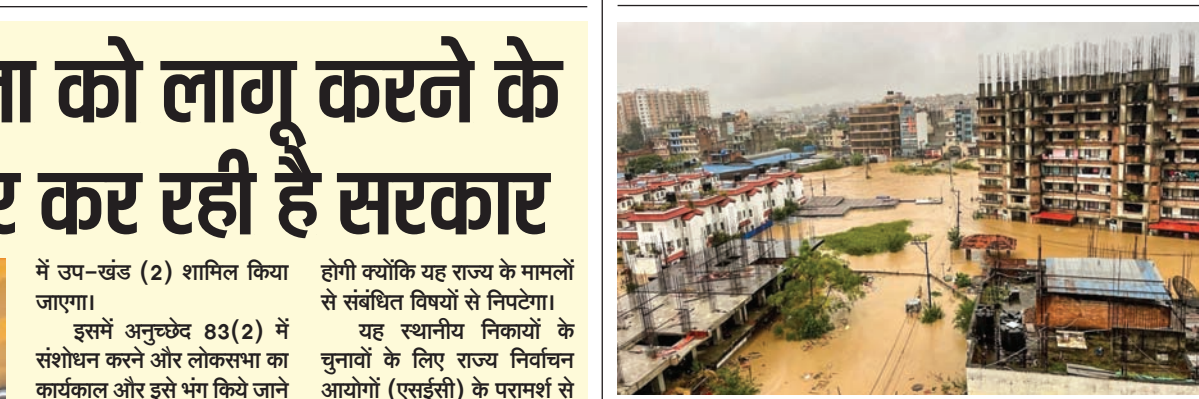 को लागू करने के
कर रही है सरकार
में उप-खंड (2) शामिल किया
जाएगा।
इसमें अनुच्छेद 83(2) में
संशोधन करने और लोकसभा का
कार्यकाल और इसे भंग किये जाने
होगी क्योंकि यह राज्य के मामलों
से संबंधित विषयों से निपटेगा।
यह स्थानीय निकायों के
चुनावों के लिए राज्य निर्वाचन
आयोगों (एसईसी) के परामर्श से